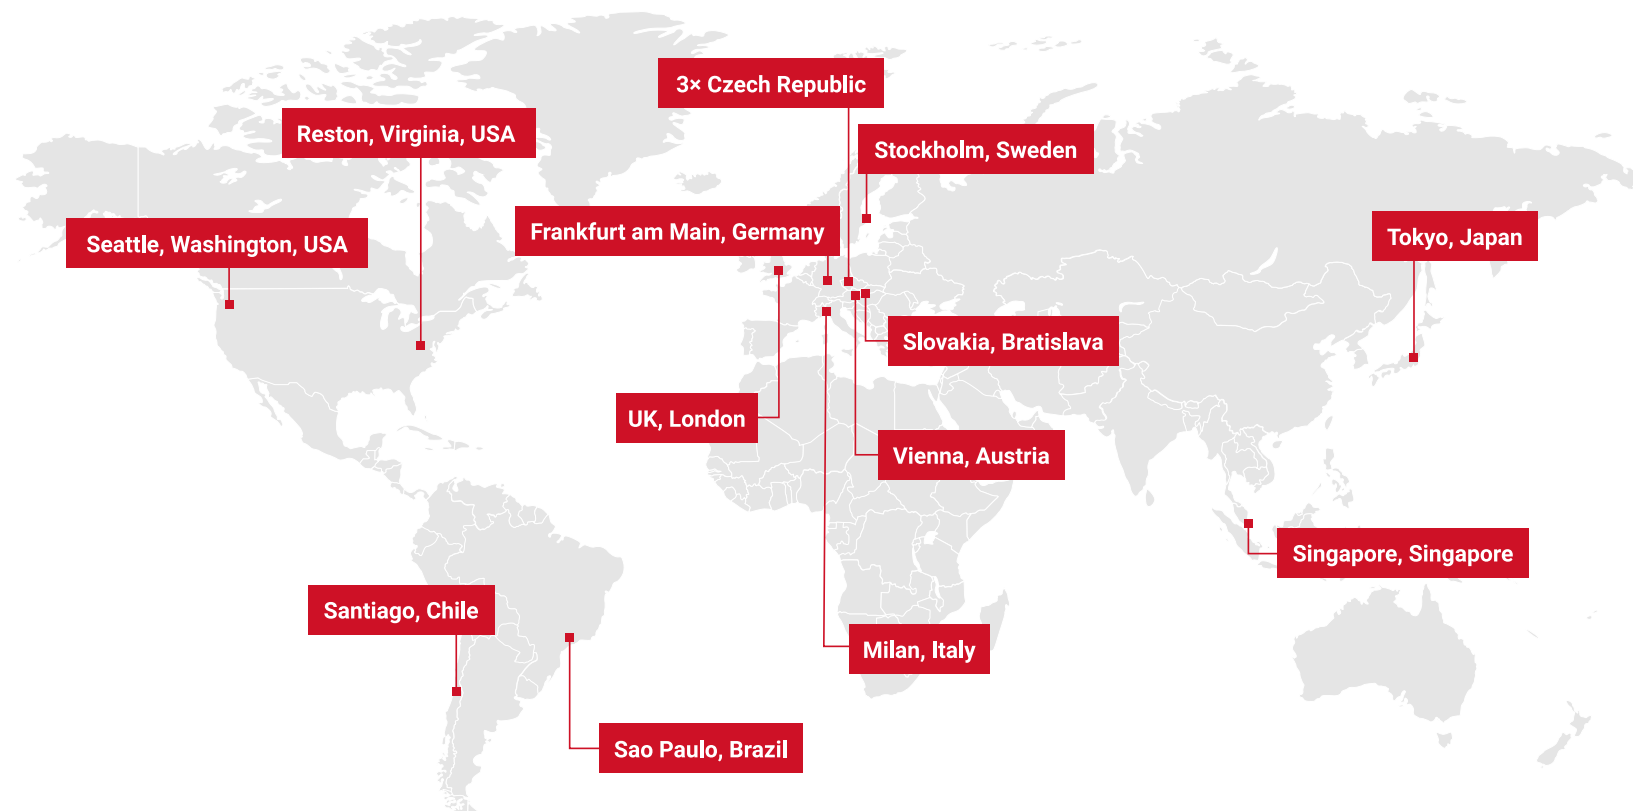 3× Czech Republic
Reston, Virginia, USA
Stockholm, Sweden
Frankfurt am Main, Germany
Tokyo, Japan
Seattle, Washington, USA
Slovakia, Bratislava
UK, London
Vienna, Austria
Singapore, Singapore
Santiago, Chile
Milan, Italy
Sao Paulo, Brazil